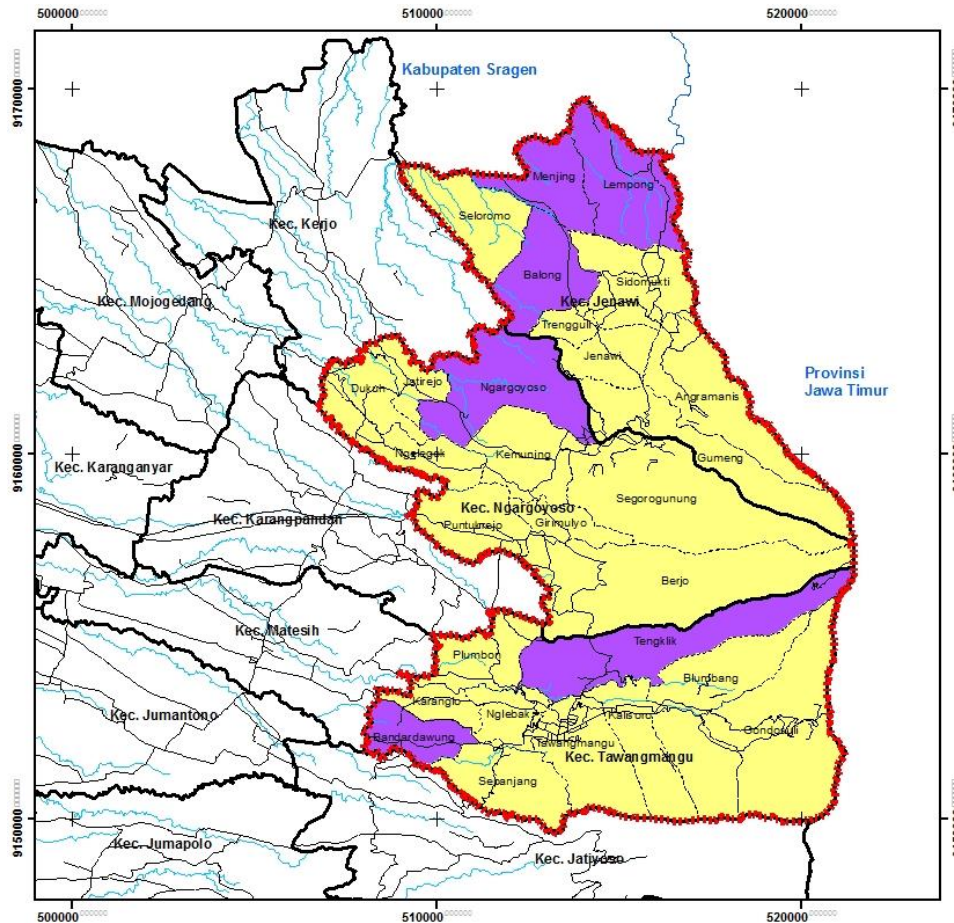 500000
510000
520000
9170000
9160000
9150000
Kabupaten Sragen
Menjing
Lempong
Seloromo
Kec. Kerjo
Balong
Sidomukti
Kec. Mojogedang
Kec. Jenawi
Trengguli
Jenawi
Provinsi
Jawa Timur
Dukuh
Jatirejo
Ngargoyoso
Angramanis
Nglegok
Kemuning
Gumeng
Kec. Karanganyar
Segorogunung
Kec. Ngargoyoso
Kec. Karangpandan
Puntukrejo
Girimulyo
Berjo
Kec. Matesih
Tengklik
Plumbon
Blumbang
Karanglo
Nglebak
Kalisoro
Kec. Jumantono
Gondosuli
Bandardawung
Tawangmangu
Kec. Tawangmangu
Sepanjang
Kec. Jumapolo
Kec. Jatiyoso
500000
510000
520000